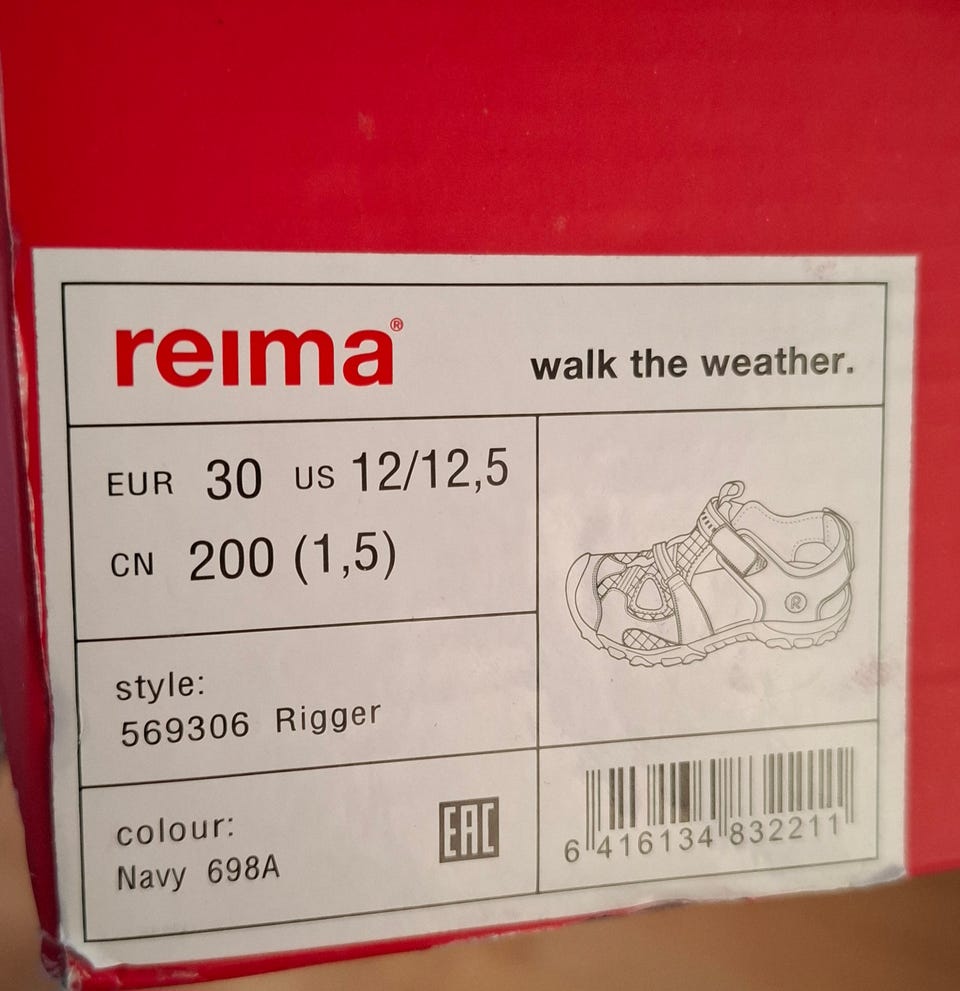 reima®
walk the weather.
EUR 30 US 12/12,5
CN 200 (1,5)
style:
569306 Rigger
colour:
Navy 698A
EAC
R
6 416134 832211